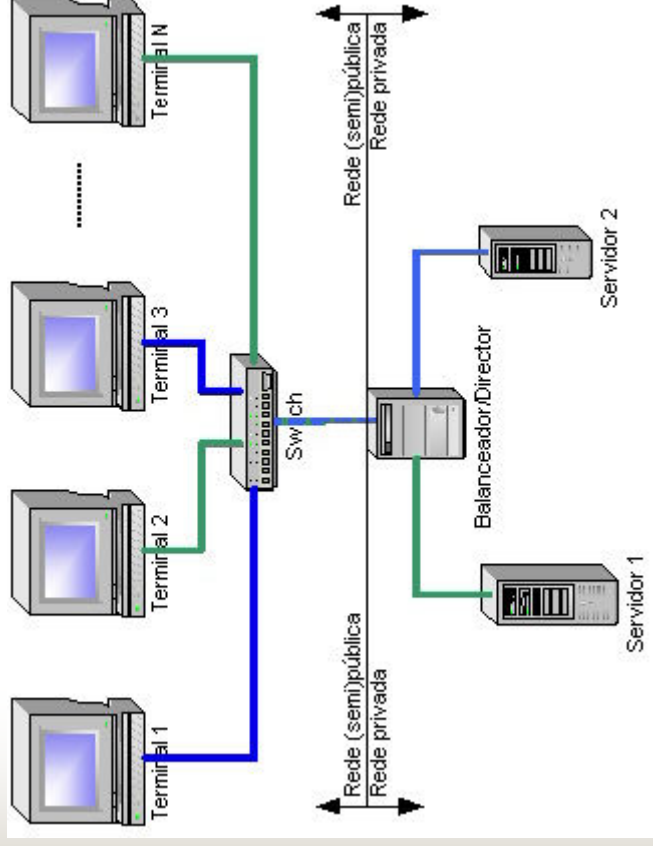 Terminal 1
Terminal 2
Terminal 3
Terminal N
Switch
Rede (semi)pública
Rede privada
Rede (semi)pública
Rede privada
Balanceador/Director
Servidor 1
Servidor 2